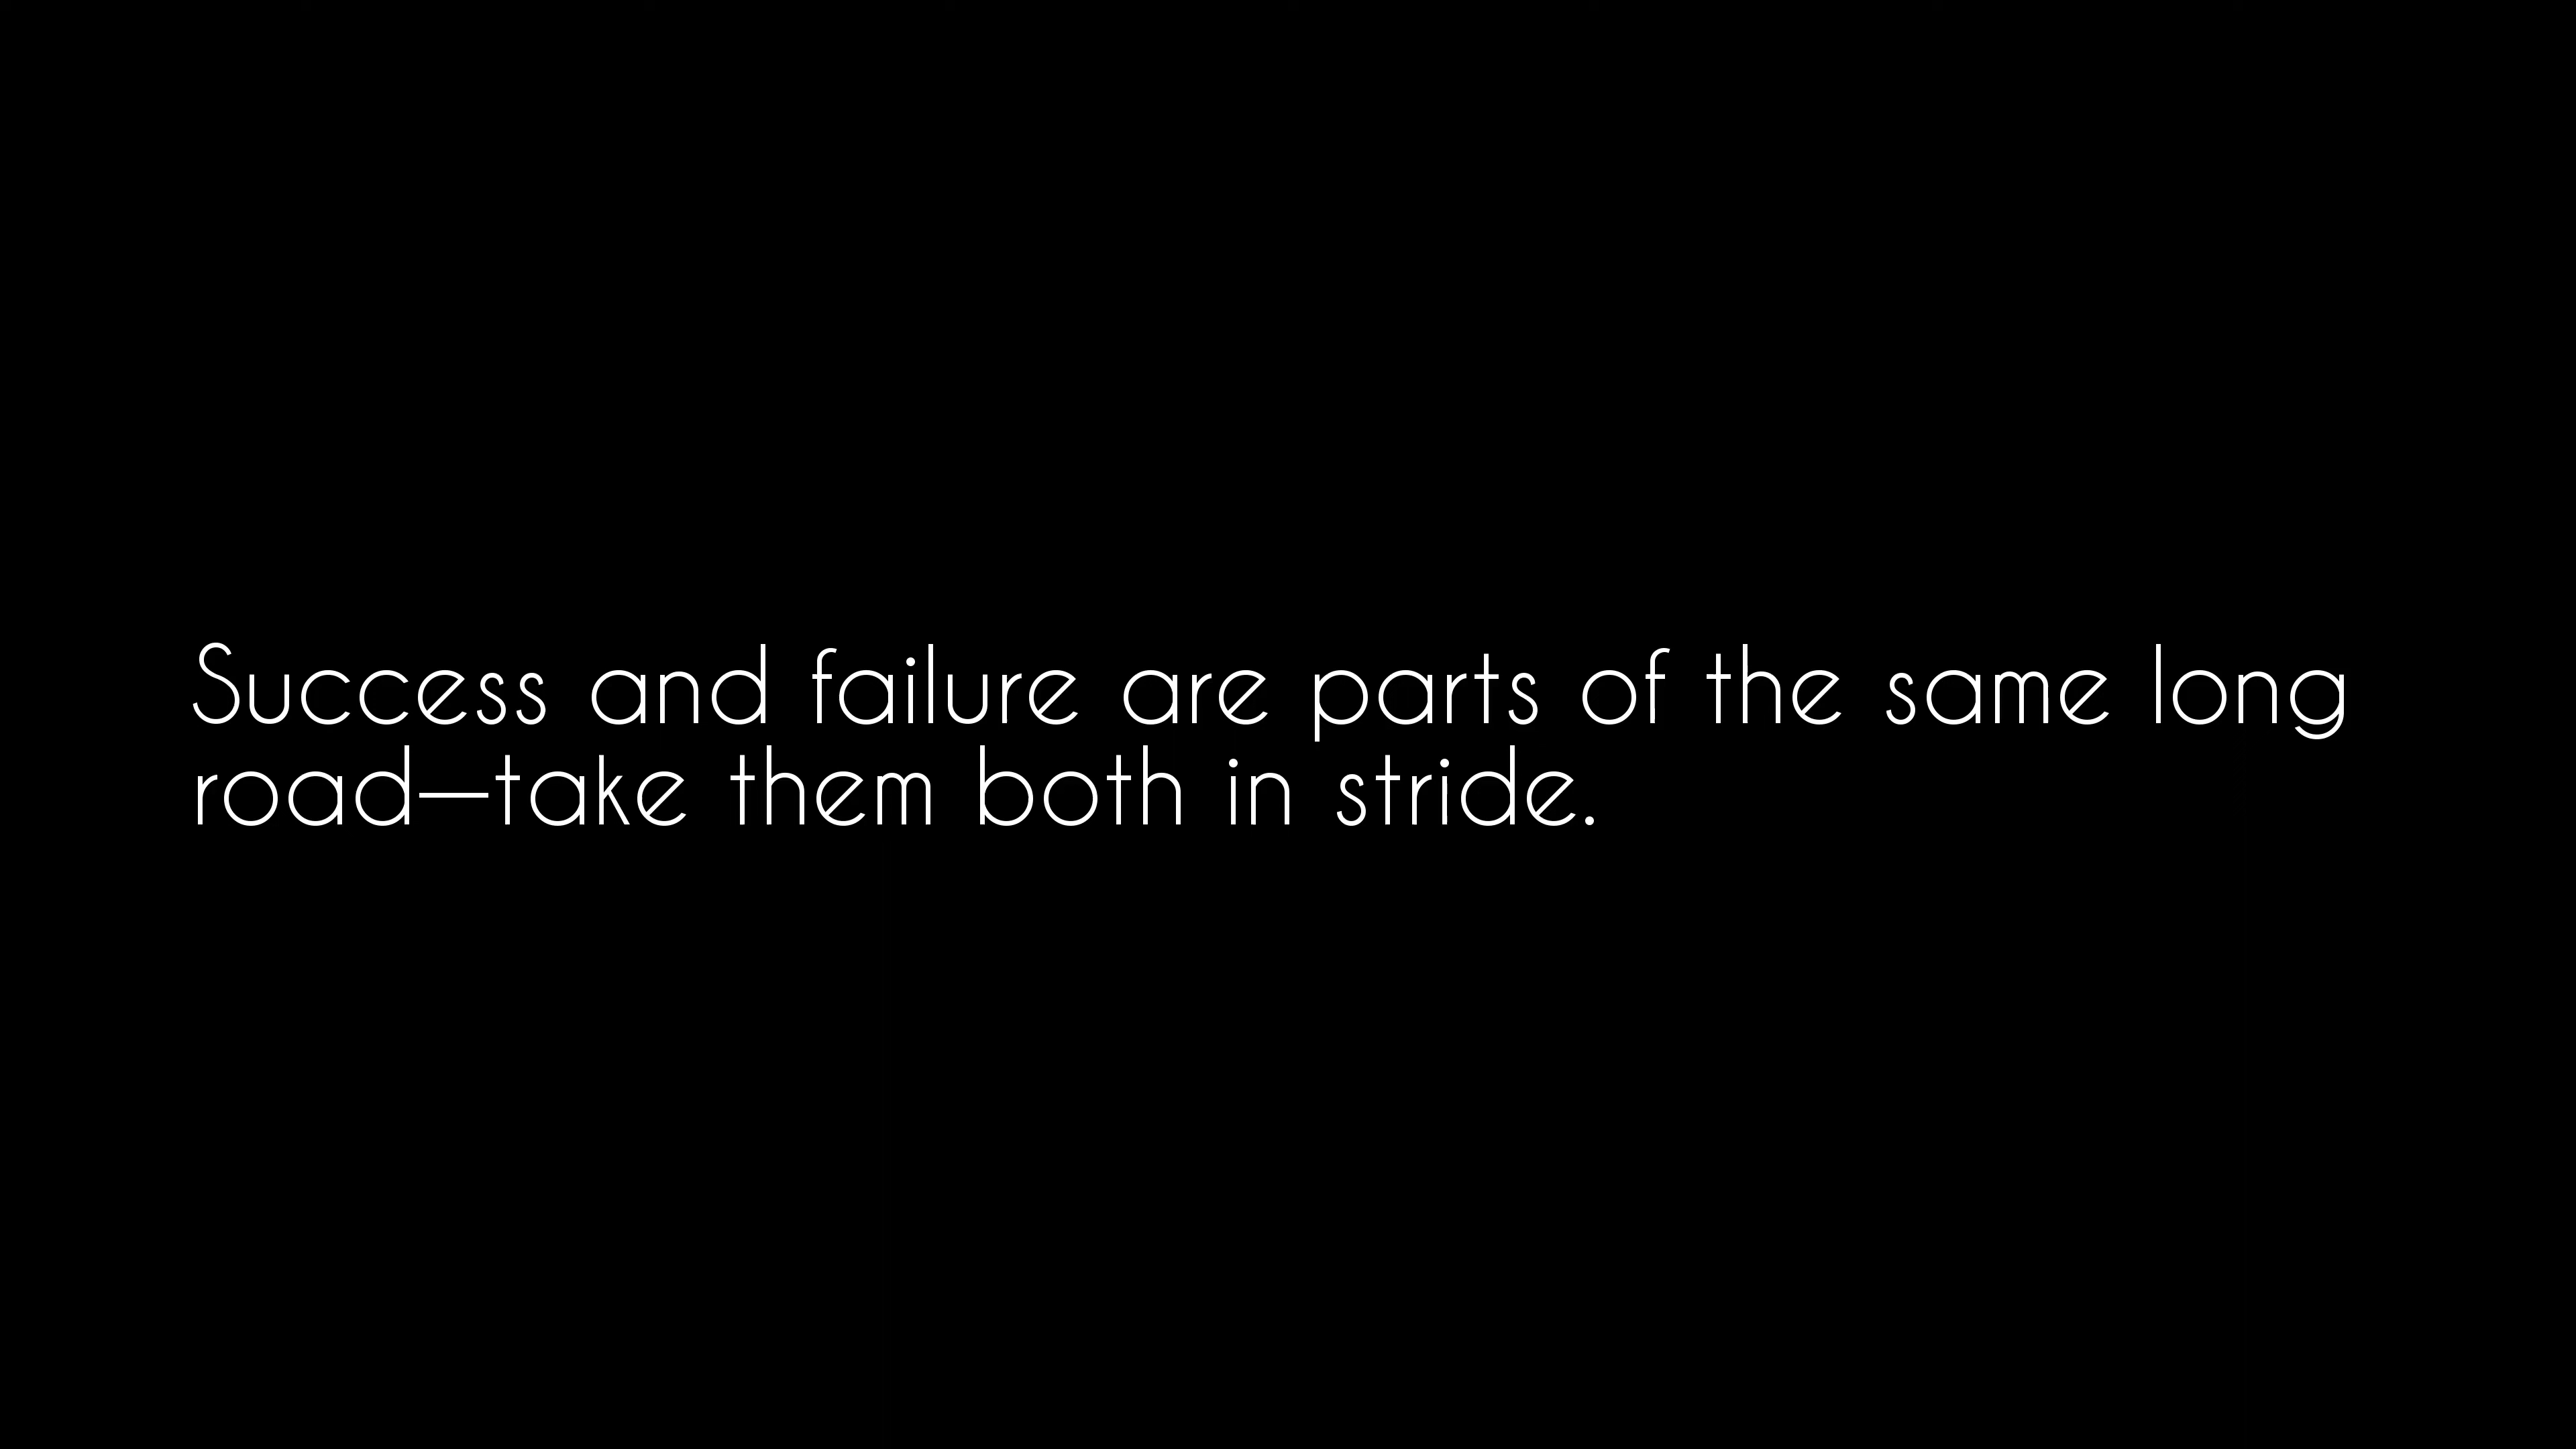 Success and failure are parts of the same long
road—take them both in stride.